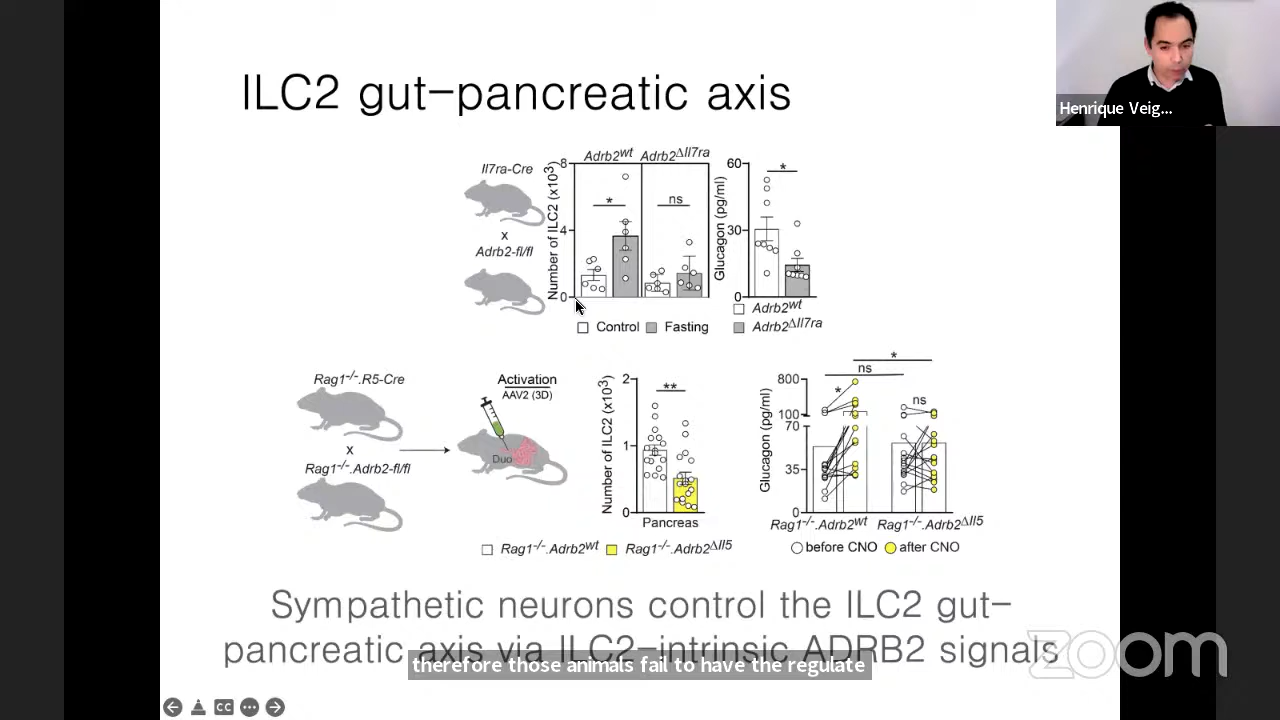 Henrique Veig...
ILC2 gut-pancreatic axis
Il7ra-Cre
x
Adrb2-fl/fl
Adrb2wt Adrb2ΔIl7ra
Number of ILC2 (x10³)
8
4
0
*
ns
Control Fasting
Glucagon (pg/ml)
60
30
0
*
Adrb2wt
Adrb2ΔIl7ra
Rag1-/-.R5-Cre
x
Rag1-/-.Adrb2-fl/fl
Activation
AAV2 (3D)
Duo
Number of ILC2 (x10³)
2
1
0
**
Pancreas
Rag1-/-.Adrb2wt Rag1-/-.Adrb2ΔIl5
Glucagon (pg/ml)
800
100
70
35
0
*
ns
*
ns
Rag1-/-.Adrb2wt Rag1-/-.Adrb2ΔIl5
before CNO after CNO
Sympathetic neurons control the ILC2 gut-
pancreatic axis via ILC2-intrinsic ADRB2 signals
therefore those animals fail to have the regulate
zoom
CC